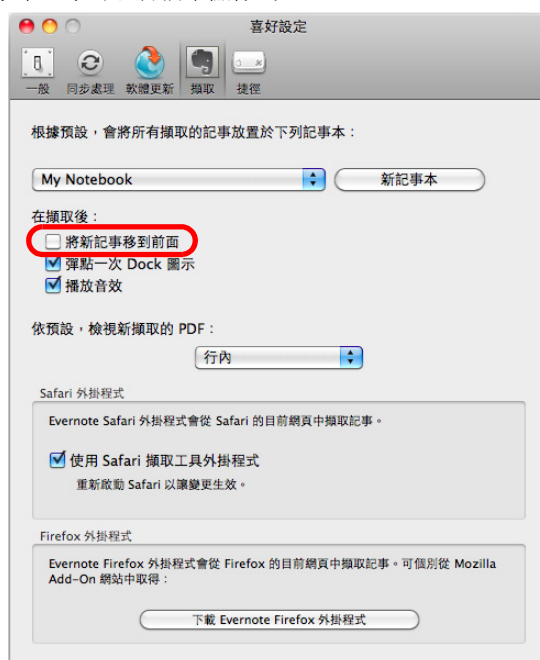 喜好設定
一般 同步處理 軟體更新 擷取 捷徑
根據預設，會將所有擷取的記事放置於下列記事本：
My Notebook 新記事本
在擷取後：
將新記事移到前面
彈點一次 Dock 圖示
播放音效
依預設，檢視新擷取的 PDF：
行內
Safari 外掛程式
Evernote Safari 外掛程式會從 Safari 的目前網頁中擷取記事。
使用 Safari 擷取工具外掛程式
重新啟動 Safari 以讓變更生效。
Firefox 外掛程式
Evernote Firefox 外掛程式會從 Firefox 的目前網頁中擷取記事。可個別從 Mozilla
Add-On 網站中取得：
下載 Evernote Firefox 外掛程式